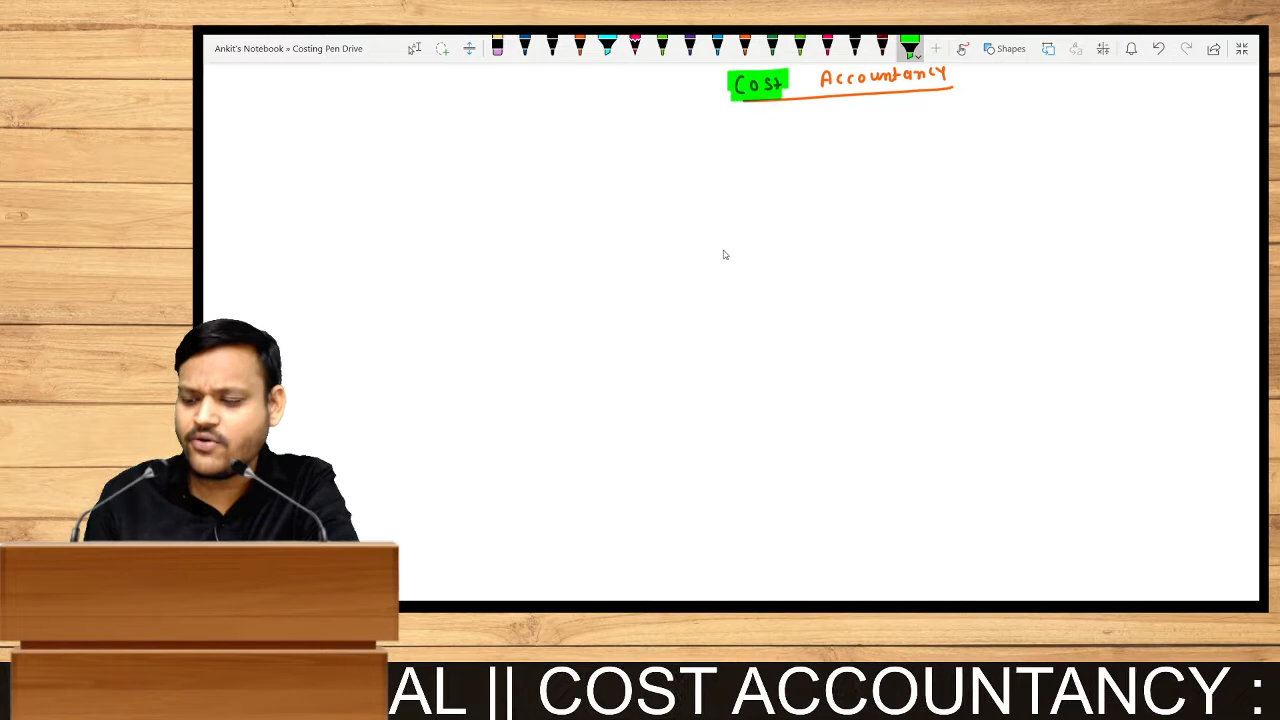 Ankit's Notebook » Costing Pen Drive
Shapes
Cost Accountancy
AL || COST ACCOUNTANCY :